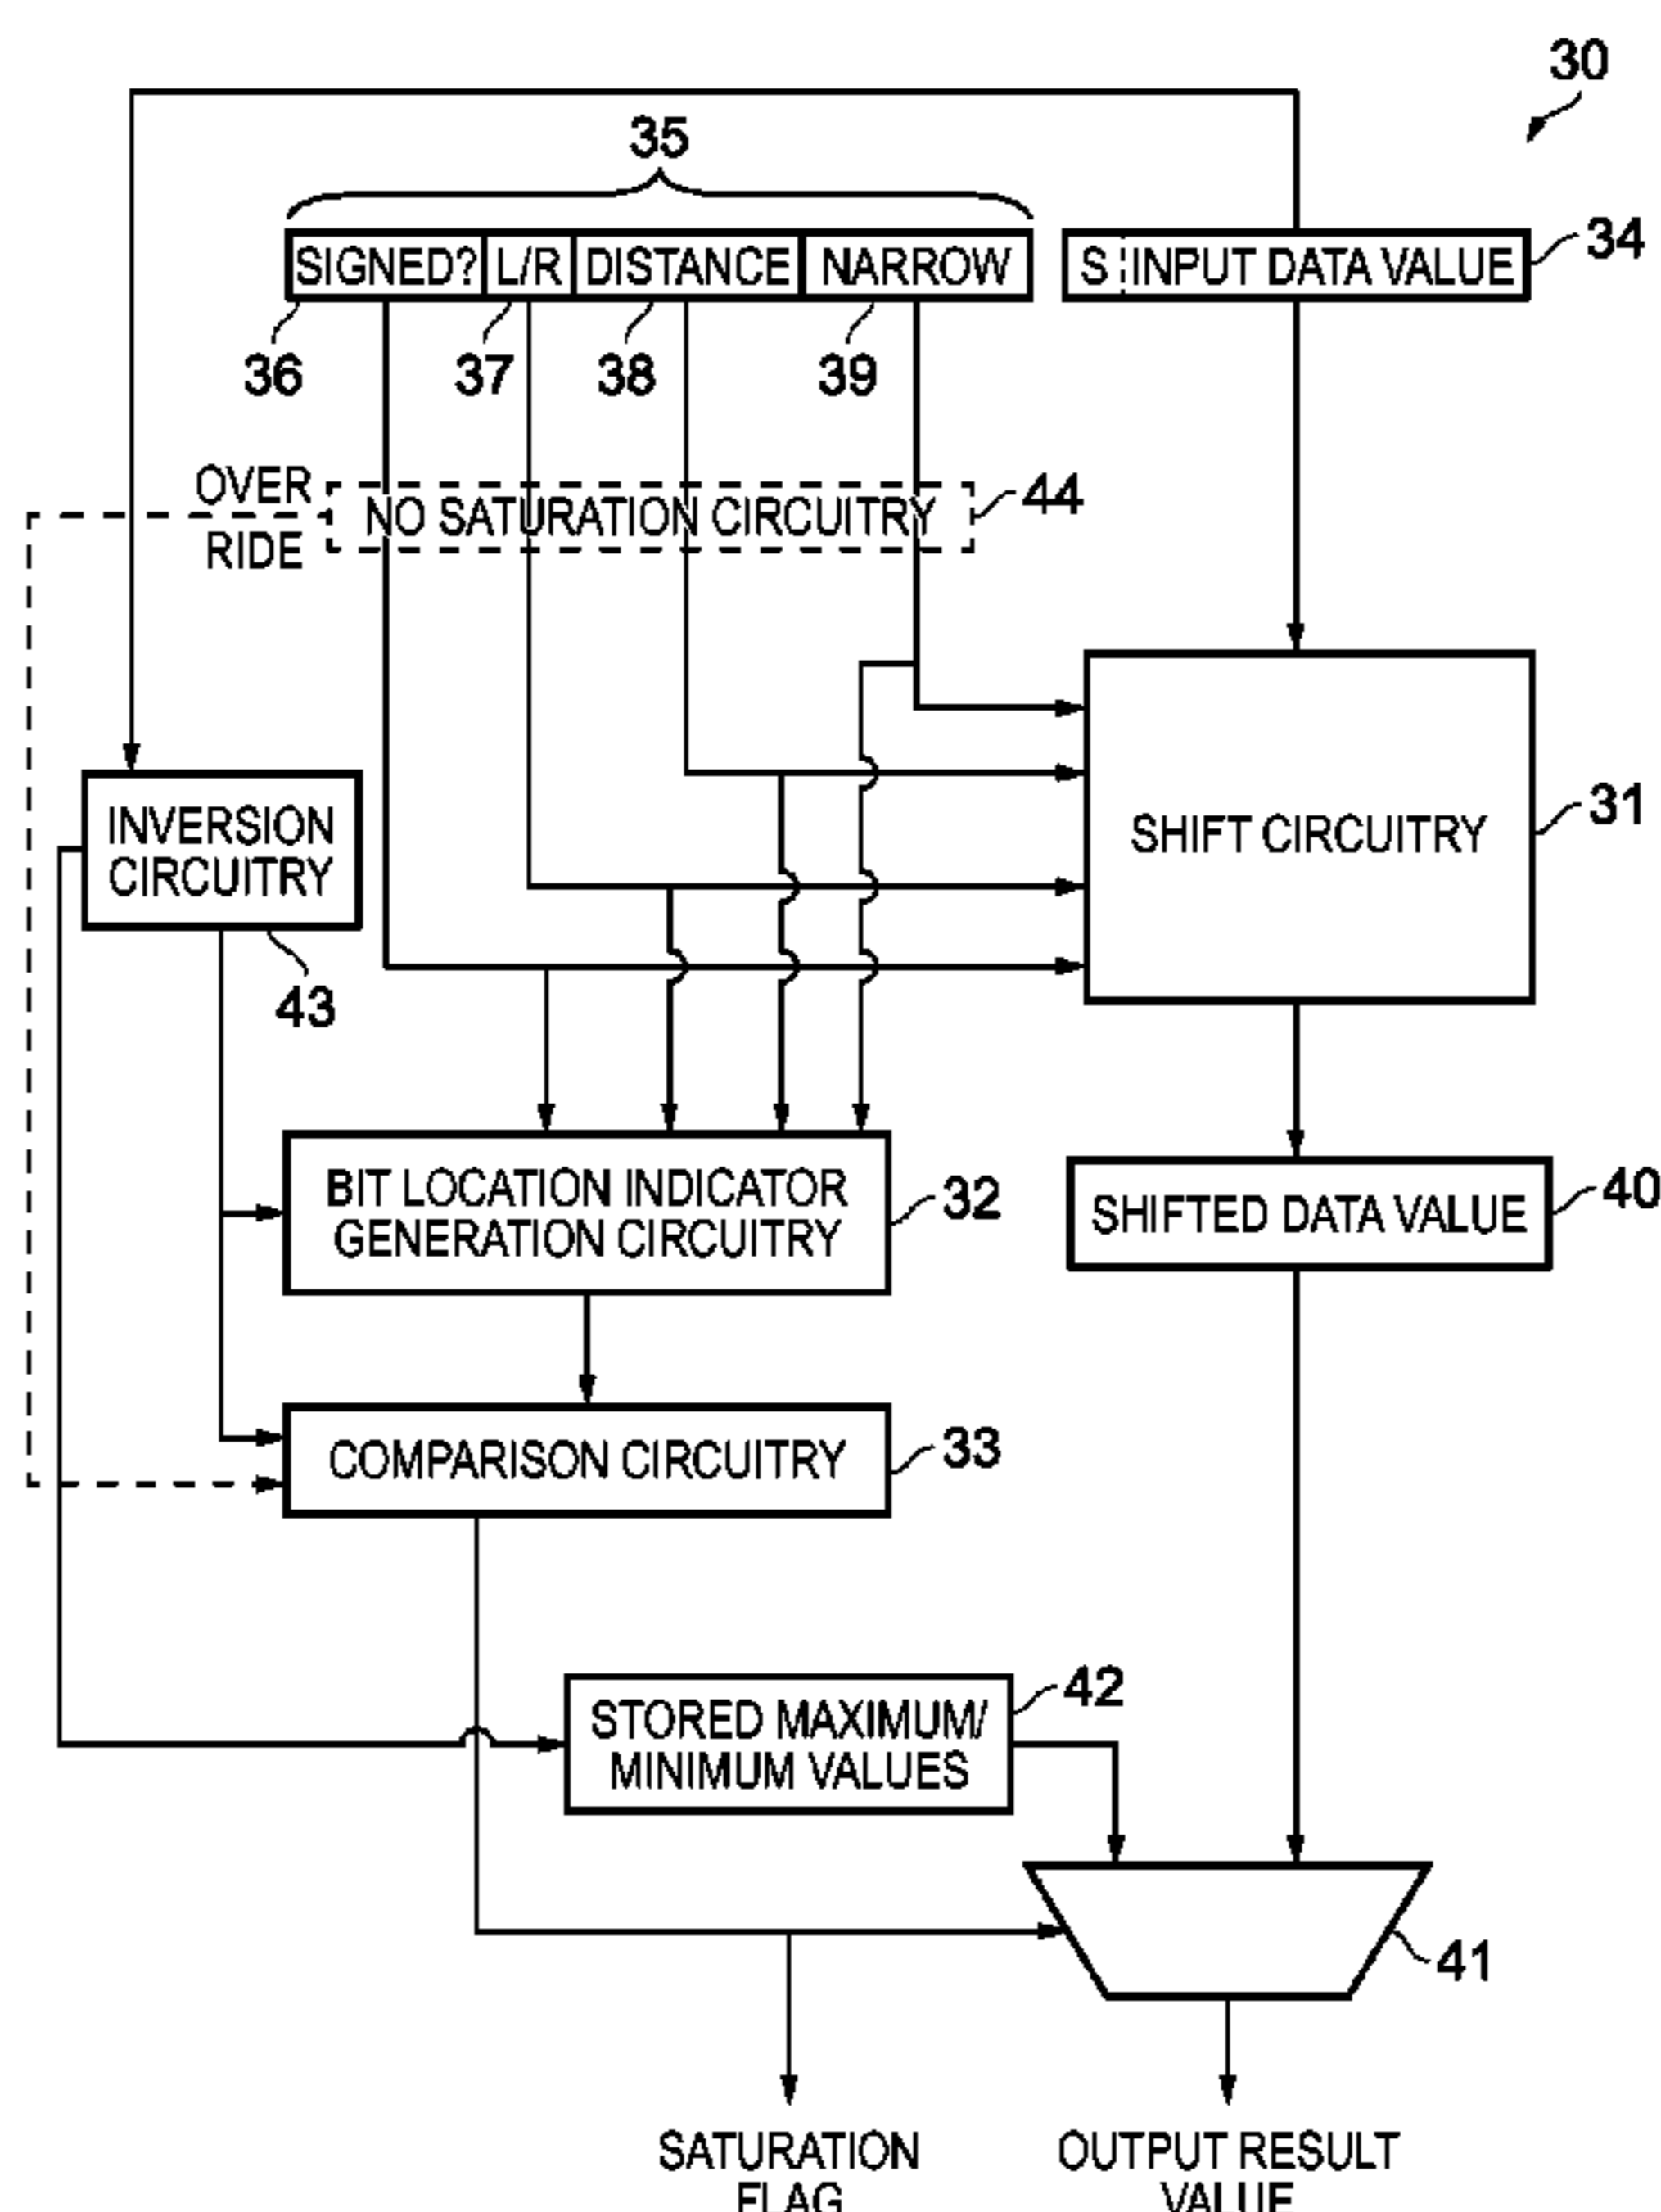 30
35
SIGNED? L/R DISTANCE NARROW
S INPUT DATA VALUE
34
36 37 38 39
OVER
RIDE
NO SATURATION CIRCUITRY
44
INVERSION
CIRCUITRY
43
SHIFT CIRCUITRY
31
BIT LOCATION INDICATOR
GENERATION CIRCUITRY
32
SHIFTED DATA VALUE
40
COMPARISON CIRCUITRY
33
STORED MAXIMUM/
MINIMUM VALUES
42
41
SATURATION
FLAG
OUTPUT RESULT
VALUE